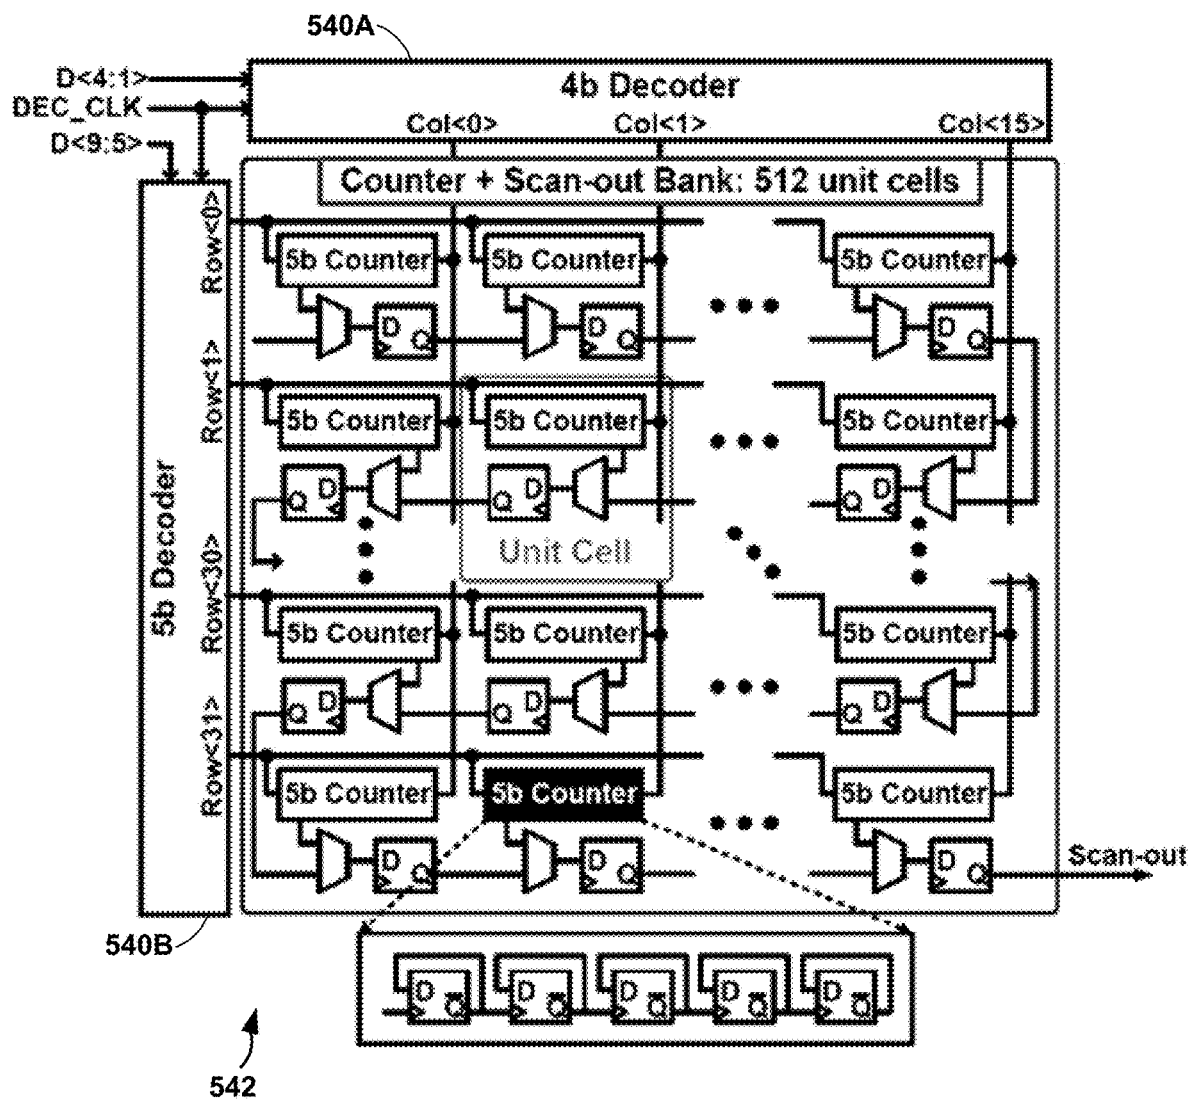 540A
D<4:1>
DEC_CLK
D<9:5>
4b Decoder
Col<0> Col<1> Col<15>
Counter + Scan-out Bank: 512 unit cells
Row<0>
5b Counter 5b Counter 5b Counter
D Q D Q D Q
Row<1>
5b Counter 5b Counter 5b Counter
Q D Q D Q D
Unit Cell
5b Decoder
Row<30>
5b Counter 5b Counter 5b Counter
Q D Q D Q D
Row<31>
5b Counter 5b Counter 5b Counter
D Q D Q D Q
Scan-out
540B
D Q̅ D Q̅ D Q̅ D Q̅ D Q̅
542